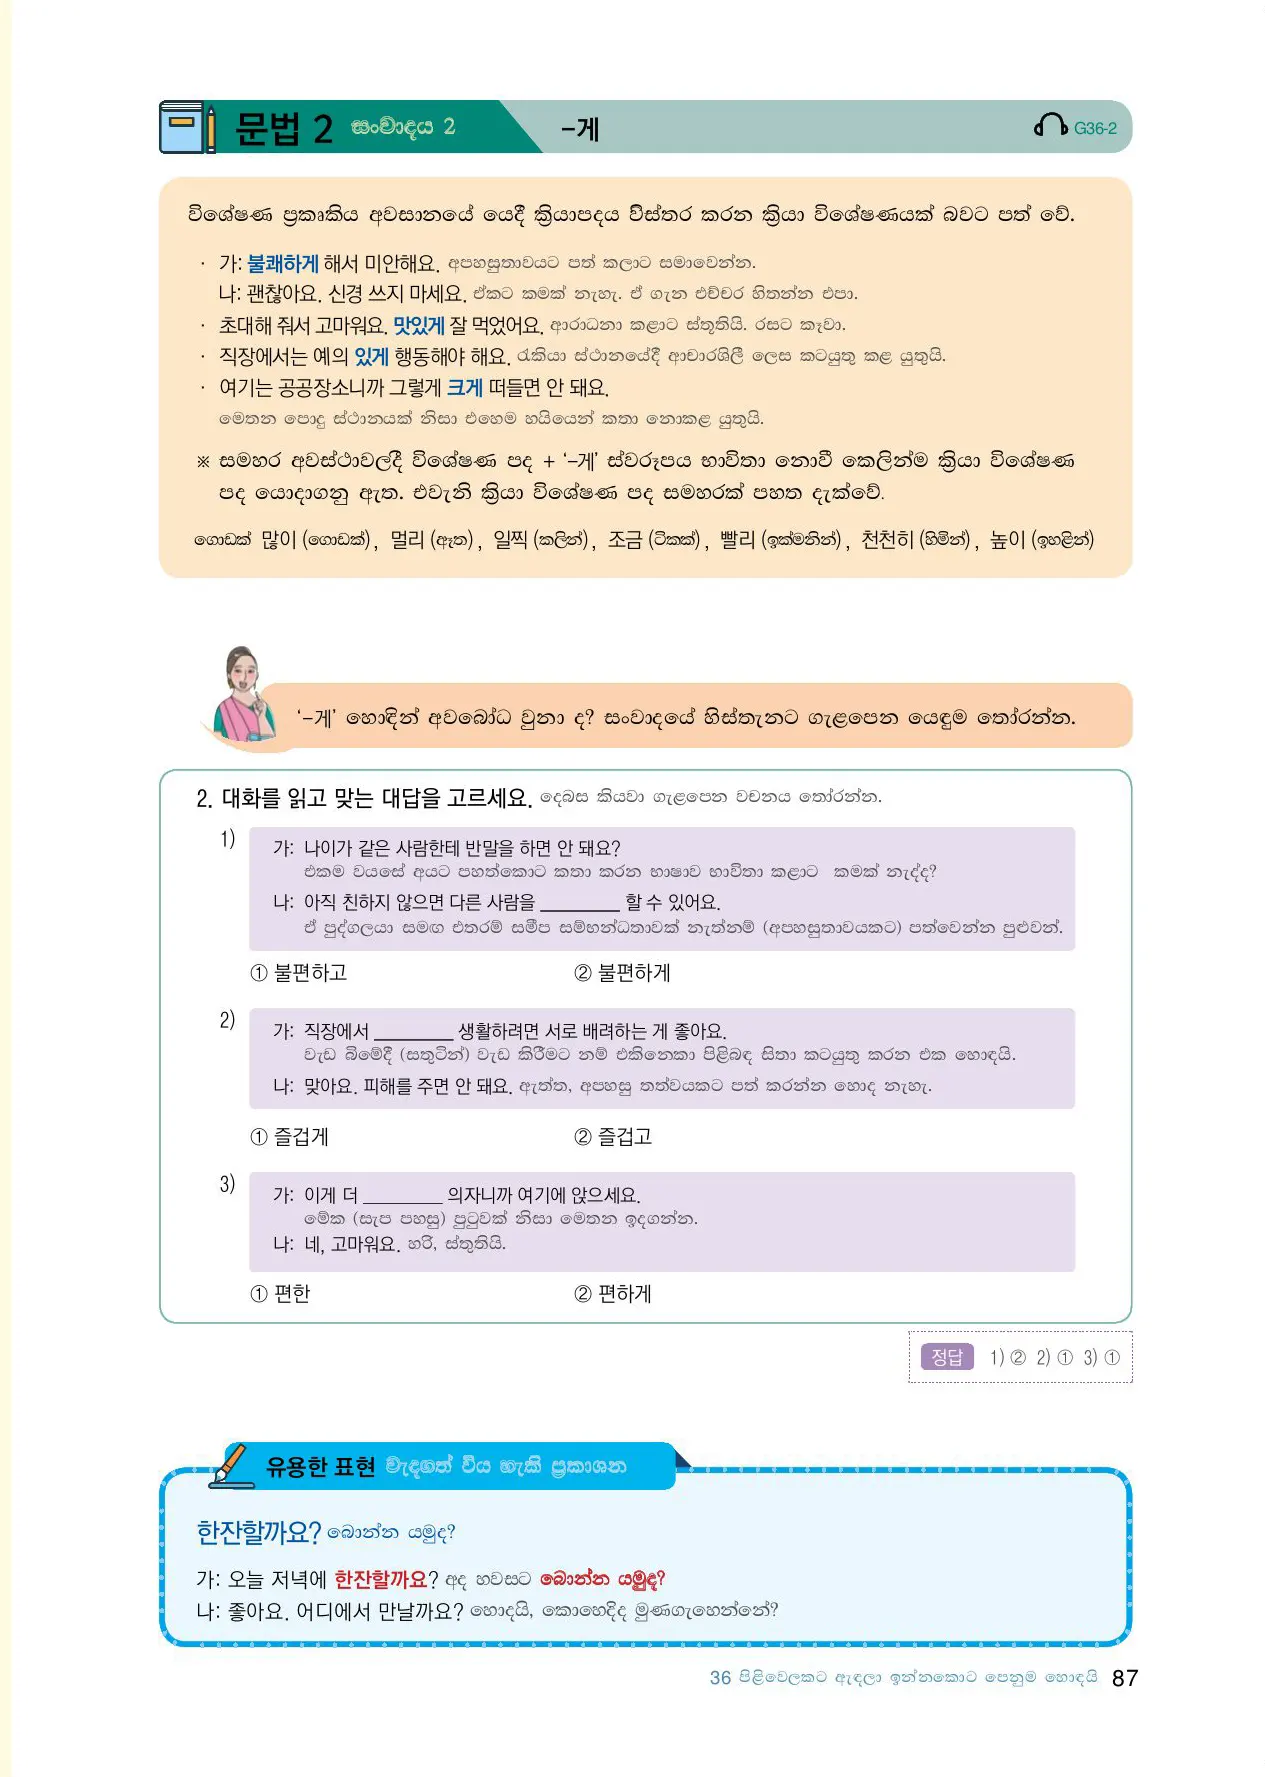 문법 2 සංවාදය 2 -게 G36-2
විශේෂණ ප්‍රකෘකිය අවසානයේ යෙදී ක්‍රියාපදය විස්තර කරන ක්‍රියා විශේෂණයක් බවට පත් වේ.
· 가: 불쾌하게 해서 미안해요. අපහසුතාවයට පත් කලාට සමාවෙන්න.
나: 괜찮아요. 신경 쓰지 마세요. ඒකට කමක් නැහැ. ඒ ගැන එච්චර හිතන්න එපා.
· 초대해 줘서 고마워요. 맛있게 잘 먹었어요. ආරාධනා කළාට ස්තූතියි. රසට කෑවා.
· 직장에서는 예의 있게 행동해야 해요. රැකියා ස්ථානයේදී ආචාරශිලී ලෙස කටයුතු කළ යුතුයි.
· 여기는 공공장소니까 그렇게 크게 떠들면 안 돼요.
මෙතන පොදු ස්ථානයක් නිසා එහෙම හයියෙන් කතා නොකළ යුතුයි.
※ සමහර අවස්ථාවලදී විශේෂණ පද + ‘-게’ ස්වරූපය භාවිතා නොවී කෙලින්ම ක්‍රියා විශේෂණ
පද යොදාගනු ඇත. එවැනි ක්‍රියා විශේෂණ පද සමහරක් පහත දැක්වේ.
ගොඩක් 많이 (ගොඩක්), 멀리 (ඈත), 일찍 (කලින්), 조금 (ටිකක්), 빨리 (ඉක්මනින්), 천천히 (හිමින්), 높이 (ඉහළින්)
‘-게’ හොඳින් අවබෝධ වුනා ද? සංවාදයේ හිස්තැනට ගැළපෙන යෙඳුම තෝරන්න.
2. 대화를 읽고 맞는 대답을 고르세요. දෙබස කියවා ගැළපෙන වචනය තෝරන්න.
1) 가: 나이가 같은 사람한테 반말을 하면 안 돼요?
එකම වයසේ අයට පහත්කොට කතා කරන භාෂාව භාවිතා කළාට කමක් නැද්ද?
나: 아직 친하지 않으면 다른 사람을 ________ 할 수 있어요.
ඒ පුද්ගලයා සමඟ එතරම් සමීප සම්භන්ධතාවක් නැත්නම් (අපහසුතාවයකට) පත්වෙන්න පුළුවන්.
① 불편하고 ② 불편하게
2) 가: 직장에서 ________ 생활하려면 서로 배려하는 게 좋아요.
වැඩ බිමේදී (සතුටින්) වැඩ කිරීමට නම් එකිනෙකා පිළිබඳ සිතා කටයුතු කරන එක හොඳයි.
나: 맞아요. 피해를 주면 안 돼요. ඇත්ත, අපහසු තත්වයකට පත් කරන්න හොද නැහැ.
① 즐겁게 ② 즐겁고
3) 가: 이게 더 ________ 의자니까 여기에 앉으세요.
මේක (සැප පහසු) පුටුවක් නිසා මෙතන ඉඳගන්න.
나: 네, 고마워요. හරි, ස්තුතියි.
① 편한 ② 편하게
정답 1) ② 2) ① 3) ①
유용한 표현 වැදගත් විය හැකි ප්‍රකාශන
한잔할까요? බොන්න යමුද?
가: 오늘 저녁에 한잔할까요? අද හවසට බොන්න යමුද?
나: 좋아요. 어디에서 만날까요? හොදයි, කොහෙදිද මුණගැහෙන්නේ?
36 පිළිවෙලකට ඇඳලා ඉන්නකොට පෙනුම හොඳයි 87